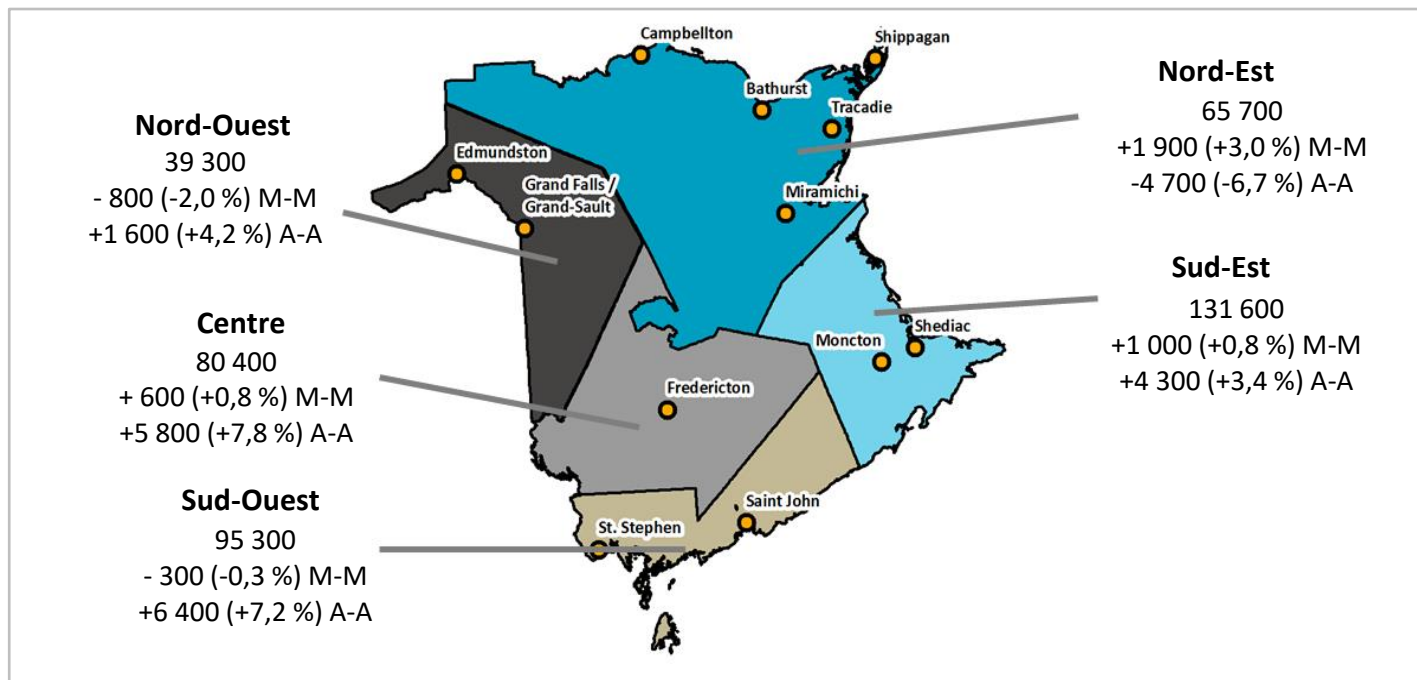 Nord-Ouest
39 300
- 800 (-2,0 %) M-M
+1 600 (+4,2 %) A-A
Centre
80 400
+ 600 (+0,8 %) M-M
+5 800 (+7,8 %) A-A
Sud-Ouest
95 300
- 300 (-0,3 %) M-M
+6 400 (+7,2 %) A-A
Campbellton
Shippagan
Bathurst
Tracadie
Edmundston
Grand Falls /
Grand-Sault
Miramichi
Moncton
Shediac
Fredericton
Saint John
St. Stephen
Nord-Est
65 700
+1 900 (+3,0 %) M-M
-4 700 (-6,7 %) A-A
Sud-Est
131 600
+1 000 (+0,8 %) M-M
+4 300 (+3,4 %) A-A